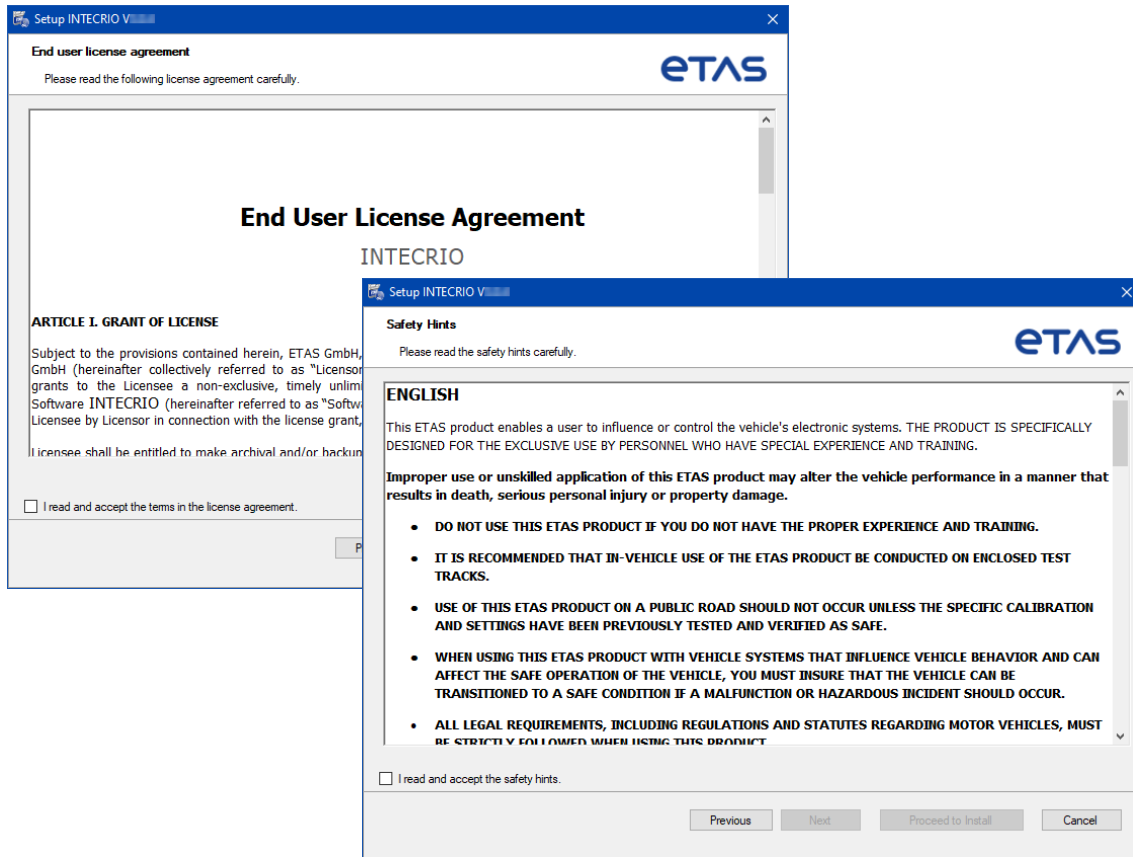 Setup INTECRIO V
End user license agreement
Please read the following license agreement carefully.
ETAS
End User License Agreement
INTECRIO
ARTICLE I. GRANT OF LICENSE
Subject to the provisions contained herein, ETAS GmbH,
GmbH (hereinafter collectively referred to as "Licensor
grants to the Licensee a non-exclusive, timely unlimi
Software INTECRIO (hereinafter referred to as "Softwa
Licensee by Licensor in connection with the license grant,
Licensee shall be entitled to make archival and/or backup
I read and accept the terms in the license agreement.
P
Setup INTECRIO V
Safety Hints
Please read the safety hints carefully.
ETAS
ENGLISH
This ETAS product enables a user to influence or control the vehicle's electronic systems. THE PRODUCT IS SPECIFICALLY
DESIGNED FOR THE EXCLUSIVE USE BY PERSONNEL WHO HAVE SPECIAL EXPERIENCE AND TRAINING.
Improper use or unskilled application of this ETAS product may alter the vehicle performance in a manner that
results in death, serious personal injury or property damage.
• DO NOT USE THIS ETAS PRODUCT IF YOU DO NOT HAVE THE PROPER EXPERIENCE AND TRAINING.
• IT IS RECOMMENDED THAT IN-VEHICLE USE OF THE ETAS PRODUCT BE CONDUCTED ON ENCLOSED TEST
TRACKS.
• USE OF THIS ETAS PRODUCT ON A PUBLIC ROAD SHOULD NOT OCCUR UNLESS THE SPECIFIC CALIBRATION
AND SETTINGS HAVE BEEN PREVIOUSLY TESTED AND VERIFIED AS SAFE.
• WHEN USING THIS ETAS PRODUCT WITH VEHICLE SYSTEMS THAT INFLUENCE VEHICLE BEHAVIOR AND CAN
AFFECT THE SAFE OPERATION OF THE VEHICLE, YOU MUST INSURE THAT THE VEHICLE CAN BE
TRANSITIONED TO A SAFE CONDITION IF A MALFUNCTION OR HAZARDOUS INCIDENT SHOULD OCCUR.
• ALL LEGAL REQUIREMENTS, INCLUDING REGULATIONS AND STATUTES REGARDING MOTOR VEHICLES, MUST
BE STRICTLY FOLLOWED WHEN USING THIS PRODUCT
I read and accept the safety hints.
Previous Next Proceed to Install Cancel